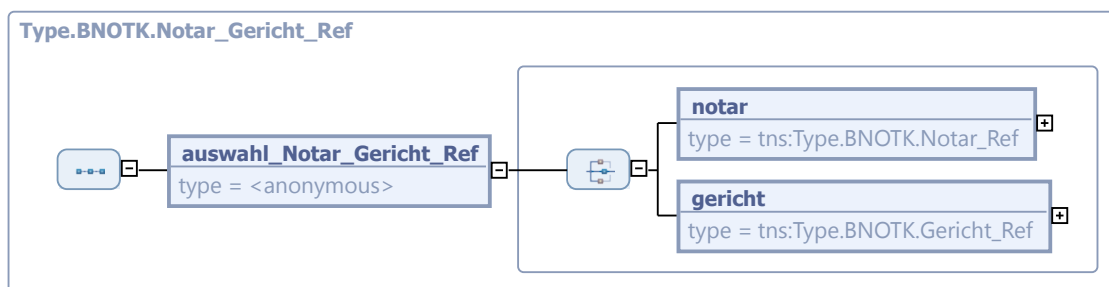 Type.BNOTK.Notar_Gericht_Ref
notar
type = tns:Type.BNOTK.Notar_Ref
auswahl_Notar_Gericht_Ref
type = <anonymous>
gericht
type = tns:Type.BNOTK.Gericht_Ref